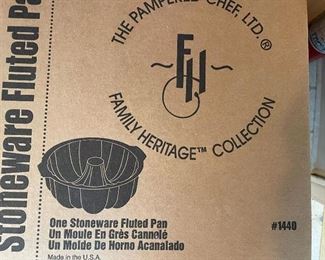 Stoneware Fluted Pa
THE PAMPERED CHEF, LTD.®
FH
FAMILY HERITAGE™ COLLECTION
One Stoneware Fluted Pan
Un Moule En Grès Cannelé
Un Molde De Horno Acanalado
Made in the U.S.A.
#1440